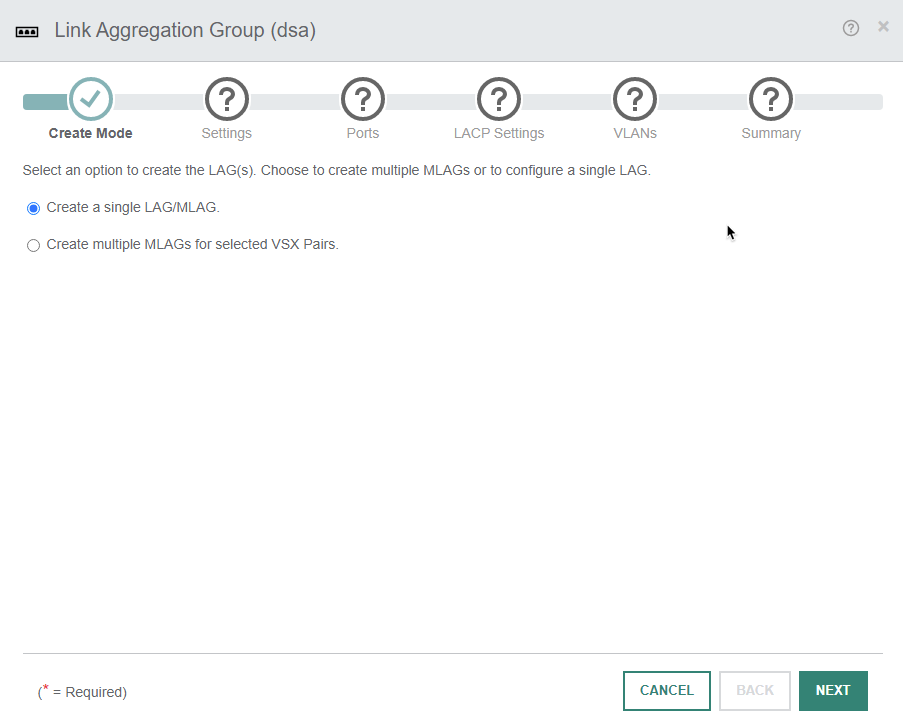 Link Aggregation Group (dsa)
Create Mode
Settings
Ports
LACP Settings
VLANs
Summary
Select an option to create the LAG(s). Choose to create multiple MLAGs or to configure a single LAG.
Create a single LAG/MLAG.
Create multiple MLAGs for selected VSX Pairs.
(* = Required)
CANCEL
BACK
NEXT